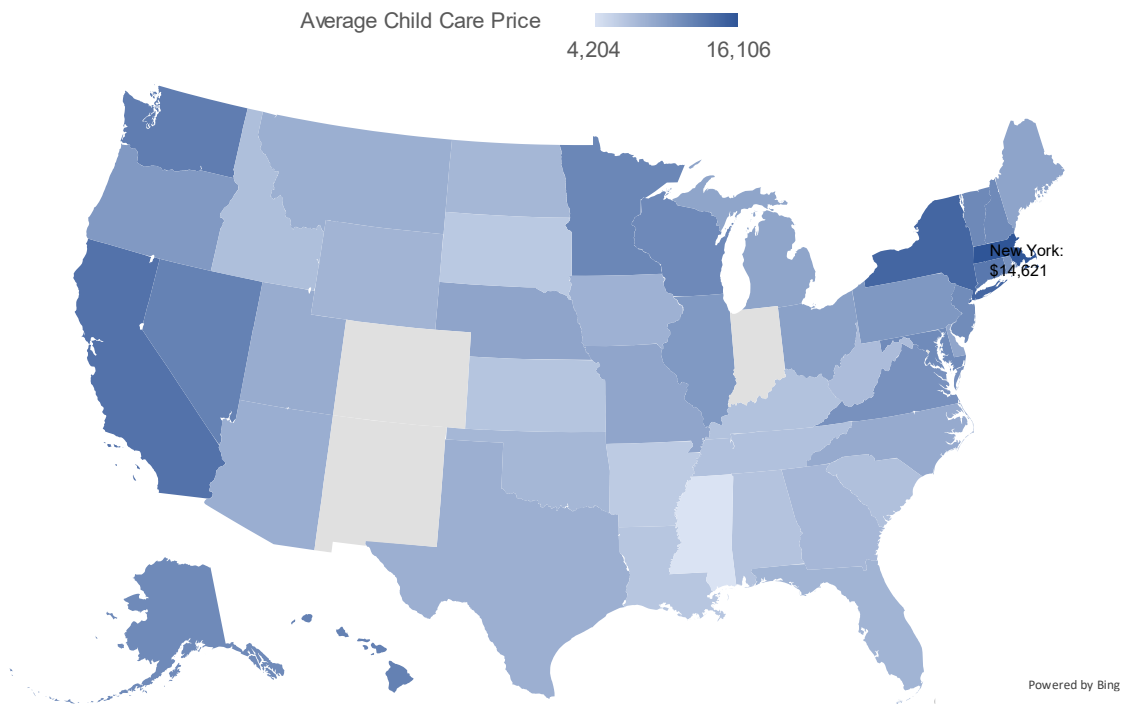 Average Child Care Price
4,204 16,106
New York:
$14,621
Powered by Bing